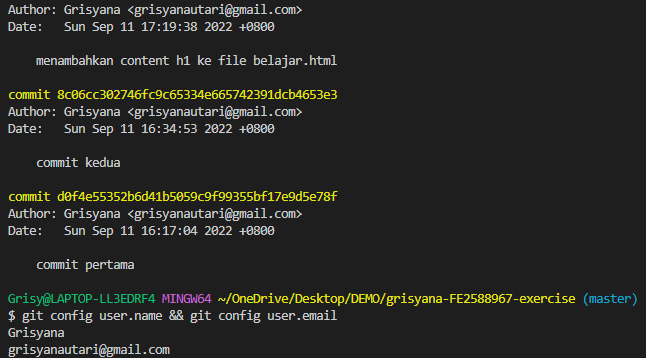 Author: Grisyana <grisyanautari@gmail.com>
Date:   Sun Sep 11 17:19:38 2022 +0800
menambahkan content h1 ke file belajar.html
commit 8c06cc302746fc9c65334e665742391dcb4653e3
Author: Grisyana <grisyanautari@gmail.com>
Date:   Sun Sep 11 16:34:53 2022 +0800
commit kedua
commit d0f4e55352b6d41b5059c9f99355bf17e9d5e78f
Author: Grisyana <grisyanautari@gmail.com>
Date:   Sun Sep 11 16:17:04 2022 +0800
commit pertama
Grisy@LAPTOP-LL3EDRF4 MINGW64 ~/OneDrive/Desktop/DEMO/grisyana-FE2588967-exercise (master)
$ git config user.name && git config user.email
Grisyana
grisyanautari@gmail.com